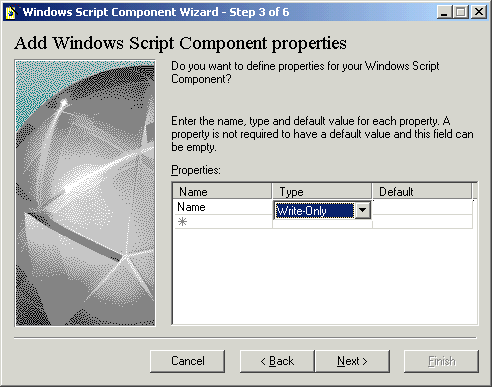 Windows Script Component Wizard - Step 3 of 6
Add Windows Script Component properties
Do you want to define properties for your Windows Script
Component?
Enter the name, type and default value for each property. A
property is not required to have a default value and this field can
be empty.
Properties:
Name Type Default
Name Write-Only
Cancel < Back Next > Finish